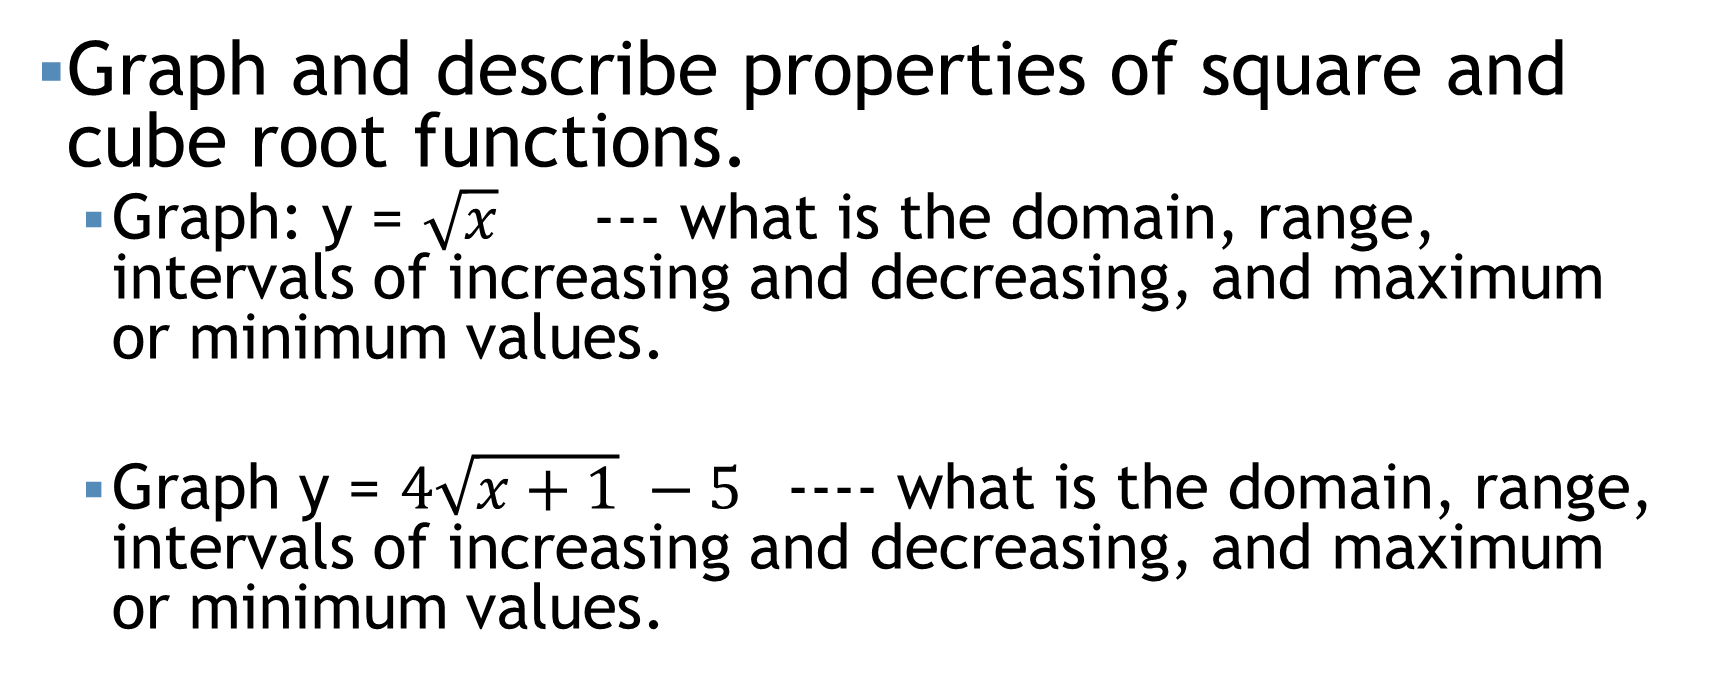 ▪Graph and describe properties of square and
cube root functions.
▪Graph: y = √x --- what is the domain, range,
intervals of increasing and decreasing, and maximum
or minimum values.
▪Graph y = 4√(x + 1) − 5 ---- what is the domain, range,
intervals of increasing and decreasing, and maximum
or minimum values.